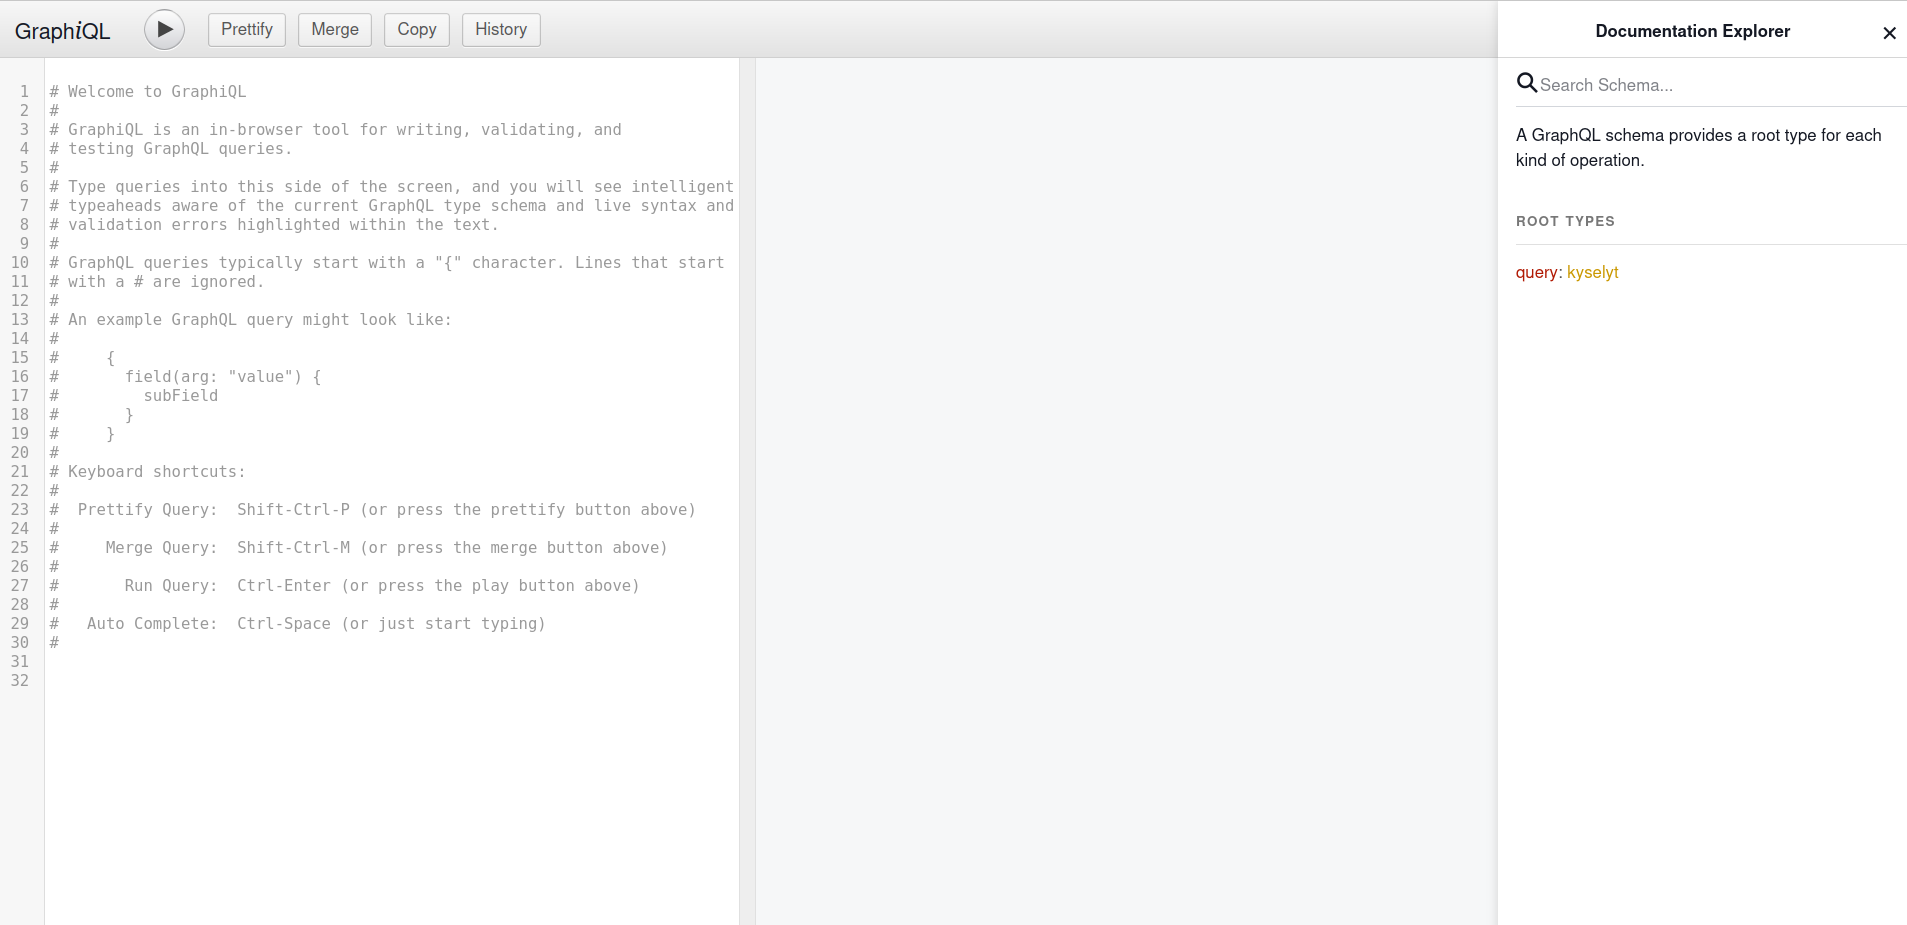 GraphiQL
Prettify
Merge
Copy
History
1 # Welcome to GraphiQL
2 #
3 # GraphiQL is an in-browser tool for writing, validating, and
4 # testing GraphQL queries.
5 #
6 # Type queries into this side of the screen, and you will see intelligent
7 # typeaheads aware of the current GraphQL type schema and live syntax and
8 # validation errors highlighted within the text.
9 #
10 # GraphQL queries typically start with a "{" character. Lines that start
11 # with a # are ignored.
12 #
13 # An example GraphQL query might look like:
14 #
15 #     {
16 #       field(arg: "value") {
17 #         subField
18 #       }
19 #     }
20 #
21 # Keyboard shortcuts:
22 #
23 #  Prettify Query:  Shift-Ctrl-P (or press the prettify button above)
24 #
25 #     Merge Query:  Shift-Ctrl-M (or press the merge button above)
26 #
27 #       Run Query:  Ctrl-Enter (or press the play button above)
28 #
29 #   Auto Complete:  Ctrl-Space (or just start typing)
30 #
31
32
Documentation Explorer
Search Schema...
A GraphQL schema provides a root type for each
kind of operation.
ROOT TYPES
query: kyselyt